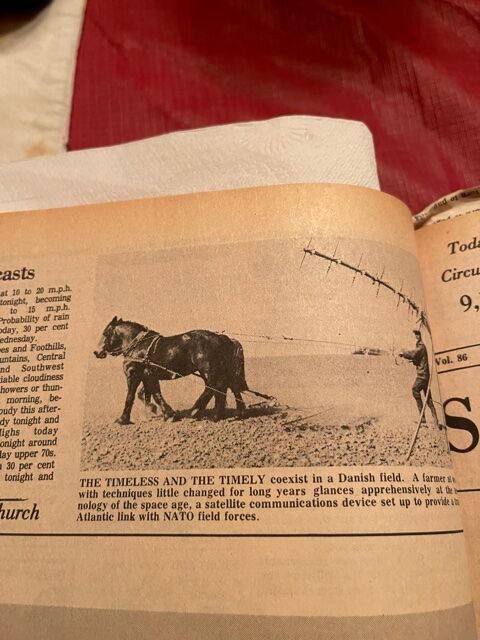 casts
at 10 to 20 m.p.h.
tonight, becoming
to 15 m.p.h.
Probability of rain
oday, 30 per cent
ednesday.
es and Foothills,
untains, Central
nd Southwest
iable cloudiness
howers or thun-
morning, be-
oudy this after-
dy tonight and
Highs today
onight around
day upper 70s.
30 per cent
tonight and
hurch
THE TIMELESS AND THE TIMELY coexist in a Danish field. A farmer
with techniques little changed for long years glances apprehensively at the
nology of the space age, a satellite communications device set up to provide a
Atlantic link with NATO field forces.
Toda
Circu
9,
Vol. 86
S